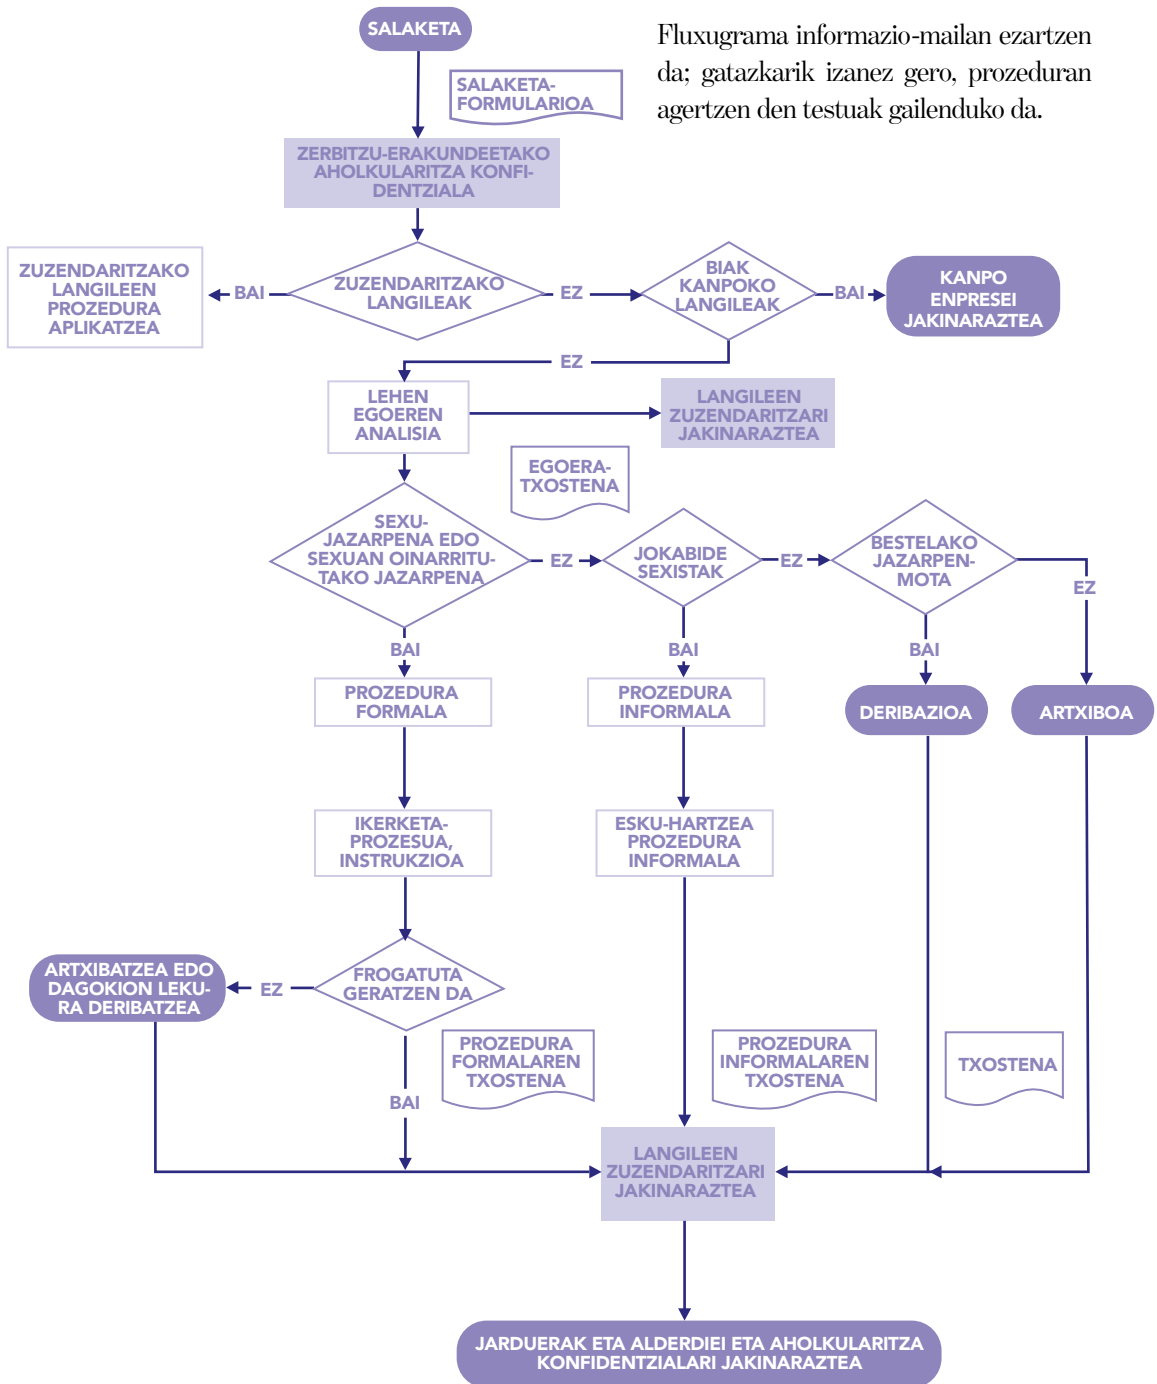 SALAKETA
Fluxugrama informazio-mailan ezartzen
da; gatazkarik izanez gero, prozeduran
agertzen den testuak gailenduko da.
SALAKETA-
FORMULARIOA
ZERBITZU-ERAKUNDEETAKO
AHOLKULARITZA KONFI-
DENTZIALA
ZUZENDARITZAKO
LANGILEEN
PROZEDURA
APLIKATZEA
BAI
ZUZENDARITZAKO
LANGILEAK
EZ
BIAK
KANPOKO
LANGILEAK
BAI
KANPO
ENPRESEI
JAKINARAZTEA
EZ
LEHEN
EGOEREN
ANALISIA
LANGILEEN
ZUZENDARITZARI
JAKINARAZTEA
EGOERA-
TXOSTENA
SEXU-
JAZARPENA EDO
SEXUAN OINARRITU-
TAKO JAZARPENA
EZ
JOKABIDE
SEXISTAK
EZ
BESTELAKO
JAZARPEN-
MOTA
EZ
BAI
BAI
BAI
PROZEDURA
FORMALA
PROZEDURA
INFORMALA
DERIBAZIOA
ARTXIBOA
IKERKETA-
PROZESUA,
INSTRUKZIOA
ESKU-HARTZEA
PROZEDURA
INFORMALA
ARTXIBATZEA EDO
DAGOKION LEKU-
RA DERIBATZEA
EZ
FROGATUTA
GERATZEN DA
PROZEDURA
FORMALAREN
TXOSTENA
PROZEDURA
INFORMALAREN
TXOSTENA
TXOSTENA
BAI
LANGILEEN
ZUZENDARITZARI
JAKINARAZTEA
JARDUERAK ETA ALDERDIEI ETA AHOLKULARITZA
KONFIDENTZIALARI JAKINARAZTEA